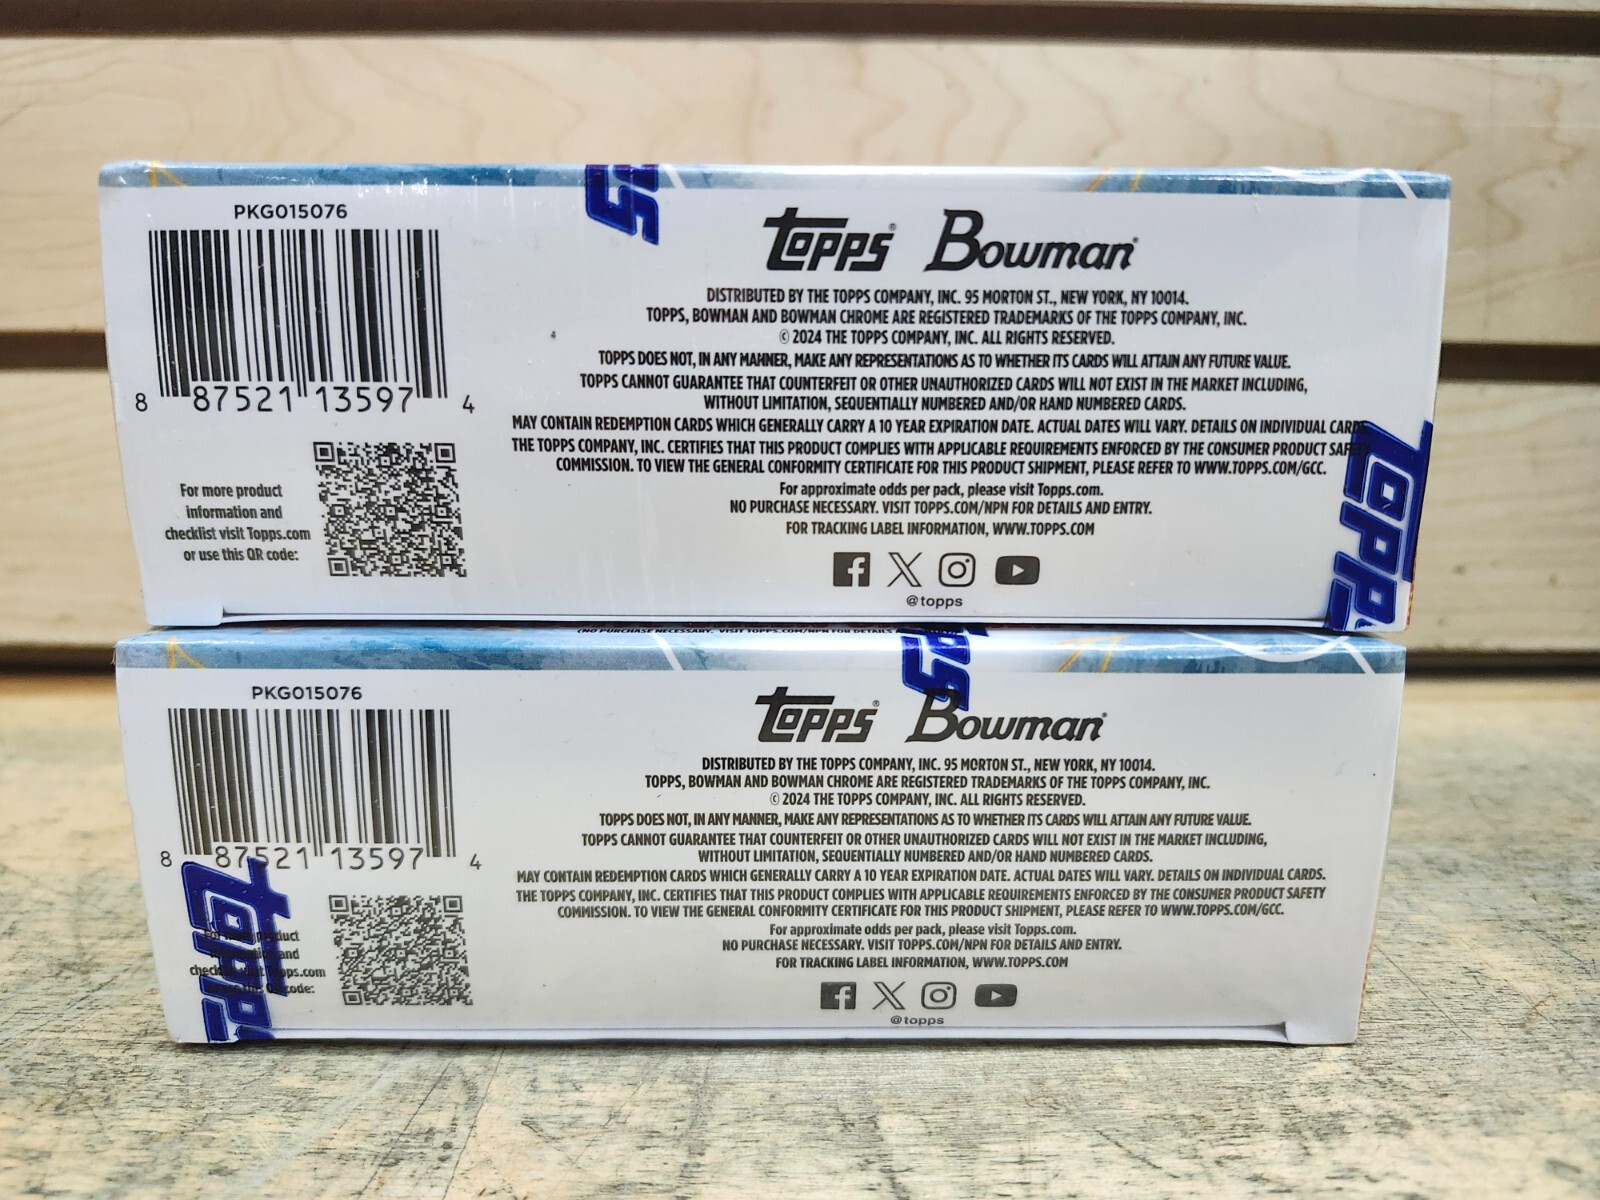 PKG015076
8 87521 13597 4
For more product
information and
checklist visit Topps.com
or use this QR code:
Topps® Bowman®
DISTRIBUTED BY THE TOPPS COMPANY, INC. 95 MORTON ST., NEW YORK, NY 10014.
TOPPS, BOWMAN AND BOWMAN CHROME ARE REGISTERED TRADEMARKS OF THE TOPPS COMPANY, INC.
© 2024 THE TOPPS COMPANY, INC. ALL RIGHTS RESERVED.
TOPPS DOES NOT, IN ANY MANNER, MAKE ANY REPRESENTATIONS AS TO WHETHER ITS CARDS WILL ATTAIN ANY FUTURE VALUE.
TOPPS CANNOT GUARANTEE THAT COUNTERFEIT OR OTHER UNAUTHORIZED CARDS WILL NOT EXIST IN THE MARKET INCLUDING,
WITHOUT LIMITATION, SEQUENTIALLY NUMBERED AND/OR HAND NUMBERED CARDS.
MAY CONTAIN REDEMPTION CARDS WHICH GENERALLY CARRY A 10 YEAR EXPIRATION DATE. ACTUAL DATES WILL VARY. DETAILS ON INDIVIDUAL CARDS.
THE TOPPS COMPANY, INC. CERTIFIES THAT THIS PRODUCT COMPLIES WITH APPLICABLE REQUIREMENTS ENFORCED BY THE CONSUMER PRODUCT SAFETY
COMMISSION. TO VIEW THE GENERAL CONFORMITY CERTIFICATE FOR THIS PRODUCT SHIPMENT, PLEASE REFER TO WWW.TOPPS.COM/GCC.
For approximate odds per pack, please visit Topps.com.
NO PURCHASE NECESSARY. VISIT TOPPS.COM/NPN FOR DETAILS AND ENTRY.
FOR TRACKING LABEL INFORMATION, WWW.TOPPS.COM
@topps
Topps
(NO PURCHASE NECESSARY. VISIT TOPPS.COM/NPN FOR DETAILS
PKG015076
8 87521 13597 4
For product
and
Topps.com
code:
Topps
Topps® Bowman®
DISTRIBUTED BY THE TOPPS COMPANY, INC. 95 MORTON ST., NEW YORK, NY 10014.
TOPPS, BOWMAN AND BOWMAN CHROME ARE REGISTERED TRADEMARKS OF THE TOPPS COMPANY, INC.
© 2024 THE TOPPS COMPANY, INC. ALL RIGHTS RESERVED.
TOPPS DOES NOT, IN ANY MANNER, MAKE ANY REPRESENTATIONS AS TO WHETHER ITS CARDS WILL ATTAIN ANY FUTURE VALUE.
TOPPS CANNOT GUARANTEE THAT COUNTERFEIT OR OTHER UNAUTHORIZED CARDS WILL NOT EXIST IN THE MARKET INCLUDING,
WITHOUT LIMITATION, SEQUENTIALLY NUMBERED AND/OR HAND NUMBERED CARDS.
MAY CONTAIN REDEMPTION CARDS WHICH GENERALLY CARRY A 10 YEAR EXPIRATION DATE. ACTUAL DATES WILL VARY. DETAILS ON INDIVIDUAL CARDS.
THE TOPPS COMPANY, INC. CERTIFIES THAT THIS PRODUCT COMPLIES WITH APPLICABLE REQUIREMENTS ENFORCED BY THE CONSUMER PRODUCT SAFETY
COMMISSION. TO VIEW THE GENERAL CONFORMITY CERTIFICATE FOR THIS PRODUCT SHIPMENT, PLEASE REFER TO WWW.TOPPS.COM/GCC.
For approximate odds per pack, please visit Topps.com.
NO PURCHASE NECESSARY. VISIT TOPPS.COM/NPN FOR DETAILS AND ENTRY.
FOR TRACKING LABEL INFORMATION, WWW.TOPPS.COM
@topps